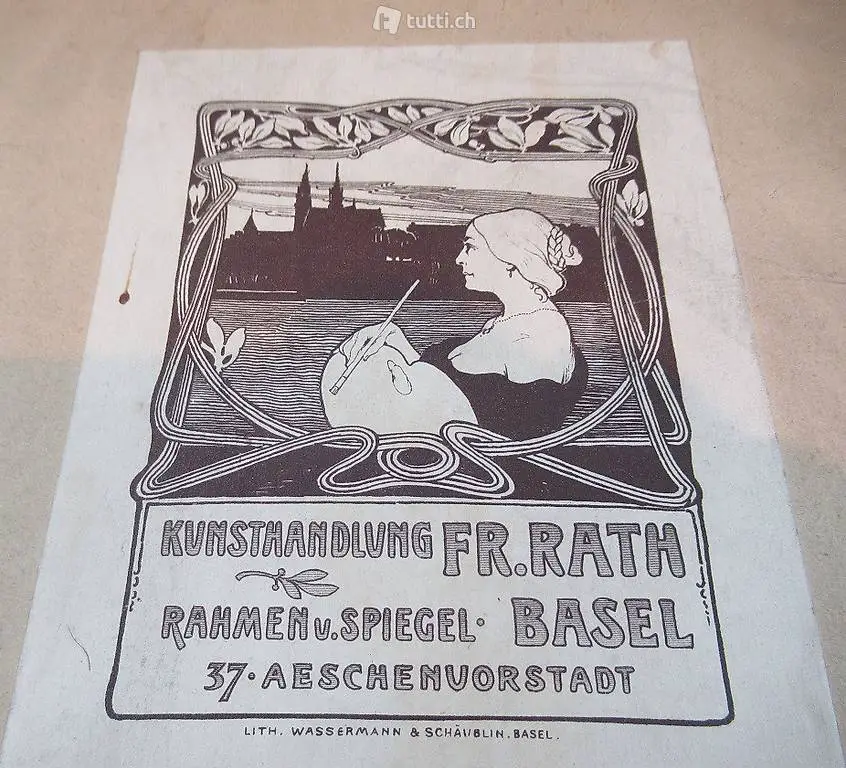 tutti.ch
KUNSTHANDLUNG FR. RATH
RAHMEN u. SPIEGEL · BASEL
37 · AESCHENVORSTADT
LITH. WASSERMANN & SCHÄUBLIN. BASEL.